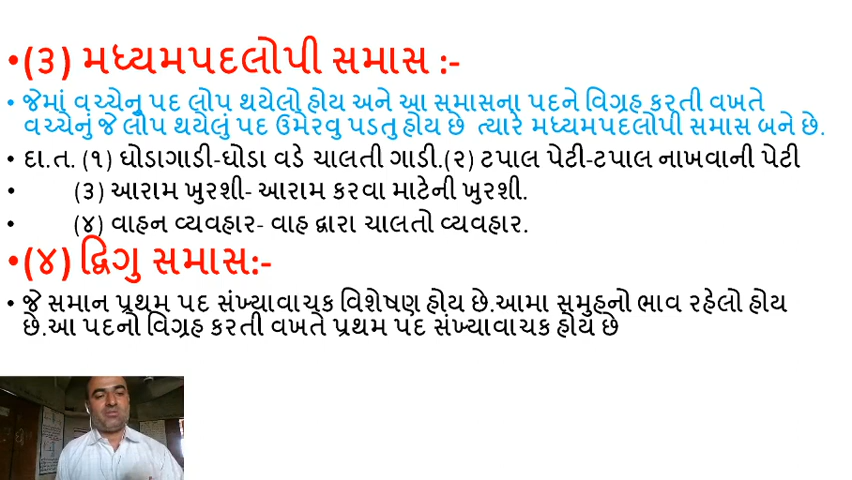 •(૩) મધ્યમપદલોપી સમાસ :-
• જેમાં વચ્ચેનુ પદ લોપ થયેલો હોય અને આ સમાસના પદને વિગ્રહ કરતી વખતે
વચ્ચેનું જે લોપ થયેલું પદ ઉમેરવુ પડતુ હોય છે ત્યારે મધ્યમપદલોપી સમાસ બને છે.
• દા.ત. (૧) ઘોડાગાડી-ઘોડા વડે ચાલતી ગાડી.(૨) ટપાલ પેટી-ટપાલ નાખવાની પેટી
• (૩) આરામ ખુરશી- આરામ કરવા માટેની ખુરશી.
• (૪) વાહન વ્યવહાર- વાહ દ્વારા ચાલતો વ્યવહાર.
•(૪) દ્વિગુ સમાસ:-
• જે સમાન પ્રથમ પદ સંખ્યાવાચક વિશેષણ હોય છે.આમા સમુહનો ભાવ રહેલો હોય
છે.આ પદનો વિગ્રહ કરતી વખતે પ્રથમ પદ સંખ્યાવાચક હોય છે